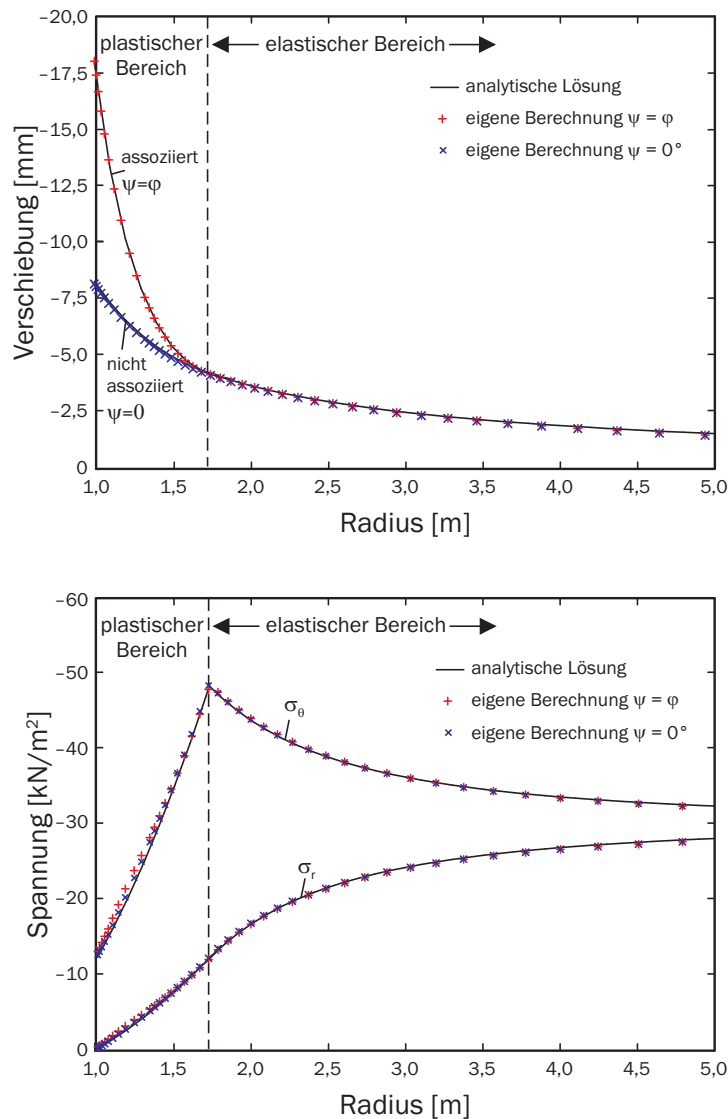 -20,0
plastischer
Bereich
elastischer Bereich
-17,5
analytische Lösung
eigene Berechnung ψ = φ
-15,0
assoziiert
ψ=φ
eigene Berechnung ψ = 0°
-12,5
-10,0
-7,5
-5,0
nicht
assoziiert
ψ=0
-2,5
0
Verschiebung [mm]
1,0 1,5 2,0 2,5 3,0 3,5 4,0 4,5 5,0
Radius [m]
-60
plastischer
Bereich
elastischer Bereich
-50
analytische Lösung
eigene Berechnung ψ = φ
σθ
eigene Berechnung ψ = 0°
-40
-30
-20
σr
-10
0
Spannung [kN/m²]
1,0 1,5 2,0 2,5 3,0 3,5 4,0 4,5 5,0
Radius [m]